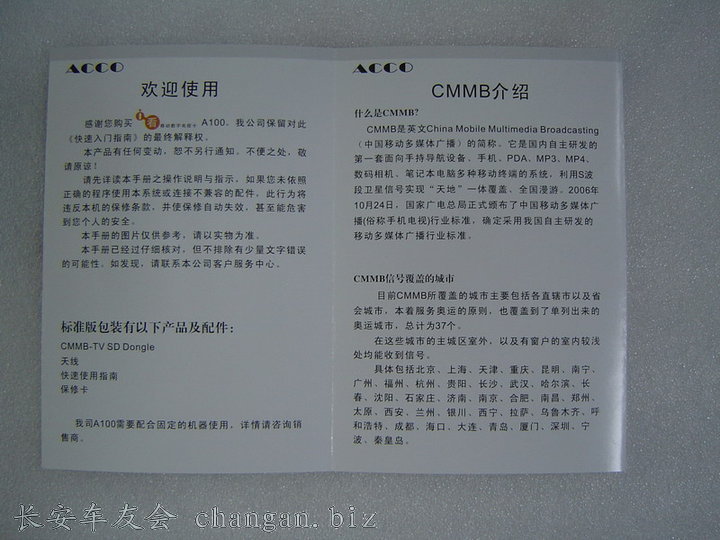 ACCO
欢迎使用
感谢您购买 i看 移动数字电视卡 A100。我公司保留对此
《快速入门指南》的最终解释权。
本产品有任何变动，恕不另行通知。不便之处，敬
请原谅！
请先详读本手册之操作说明与指示。如果您未依照
正确的程序使用本系统或连接不兼容的配件，此行为将
违反本机的保修条款，并使保修自动失效，甚至能危害
到您个人的安全。
本手册的图片仅供参考，请以实物为准。
本手册已经过仔细核对，但不排除有少量文字错误
的可能性，如发现，请联系本公司客户服务中心。
标准版包装有以下产品及配件：
CMMB-TV SD Dongle
天线
快速使用指南
保修卡
我司A100需要配合固定的机器使用，详情请咨询销
售商。
ACCO
CMMB介绍
什么是CMMB?
CMMB是英文China Mobile Multimedia Broadcasting
（中国移动多媒体广播）的简称。它是国内自主研发的
第一套面向手持导航设备、手机、PDA、MP3、MP4、
数码相机、笔记本电脑多种移动终端的系统，利用S波
段卫星信号实现“天地”一体覆盖、全国漫游。2006年
10月24日，国家广电总局正式颁布了中国移动多媒体广
播(俗称手机电视)行业标准，确定采用我国自主研发的
移动多媒体广播行业标准。
CMMB信号覆盖的城市
目前CMMB所覆盖的城市主要包括各直辖市以及省
会城市，本着服务奥运的原则，也覆盖到了单列出来的
奥运城市，总计为37个。
在这些城市的主城区室外，以及有窗户的室内较浅
处均能收到信号。
具体包括北京、上海、天津、重庆、昆明、南宁、
广州、福州、杭州、贵阳、长沙、武汉、哈尔滨、长
春、沈阳、石家庄、济南、南京、合肥、南昌、郑州、
太原、西安、兰州、银川、西宁、拉萨、乌鲁木齐、呼
和浩特、成都、海口、大连、青岛、厦门、深圳、宁
波、秦皇岛。
长安车友会 changan.biz